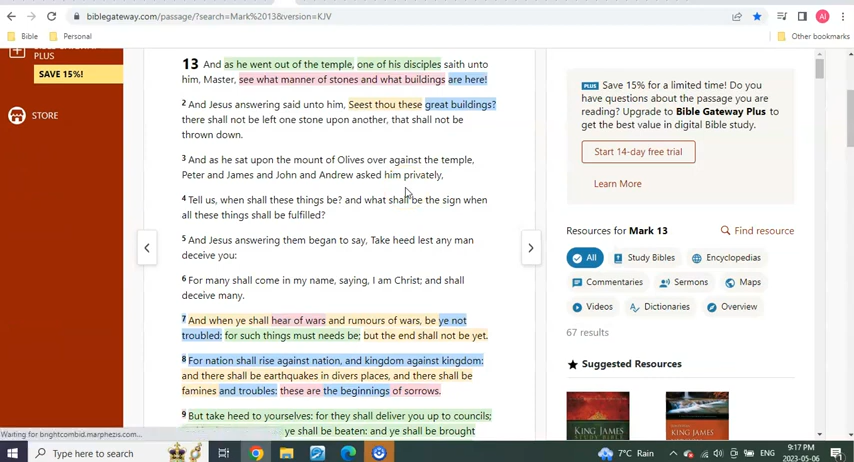 biblegateway.com/passage/?search=Mark%2013&version=KJV
AI
Bible
Personal
Other bookmarks
PLUS
SAVE 15%!
STORE
13 And as he went out of the temple, one of his disciples saith unto
him, Master, see what manner of stones and what buildings are here!
2 And Jesus answering said unto him, Seest thou these great buildings?
there shall not be left one stone upon another, that shall not be
thrown down.
3 And as he sat upon the mount of Olives over against the temple,
Peter and James and John and Andrew asked him privately,
4 Tell us, when shall these things be? and what shall be the sign when
all these things shall be fulfilled?
5 And Jesus answering them began to say, Take heed lest any man
deceive you:
6 For many shall come in my name, saying, I am Christ; and shall
deceive many.
7 And when ye shall hear of wars and rumours of wars, be ye not
troubled: for such things must needs be; but the end shall not be yet.
8 For nation shall rise against nation, and kingdom against kingdom:
and there shall be earthquakes in divers places, and there shall be
famines and troubles: these are the beginnings of sorrows.
9 But take heed to yourselves: for they shall deliver you up to councils;
ye shall be beaten: and ye shall be brought
PLUS Save 15% for a limited time! Do you
have questions about the passage you are
reading? Upgrade to Bible Gateway Plus to
get the best value in digital Bible study.
Start 14-day free trial
Learn More
Resources for Mark 13
Find resource
All
Study Bibles
Encyclopedias
Commentaries
Sermons
Maps
Videos
Dictionaries
Overview
67 results
Suggested Resources
KING JAMES
KING JAMES
Waiting for brightcombid.marphezis.com...
Type here to search
7°C Rain
ENG
9:17 PM
2023-05-06